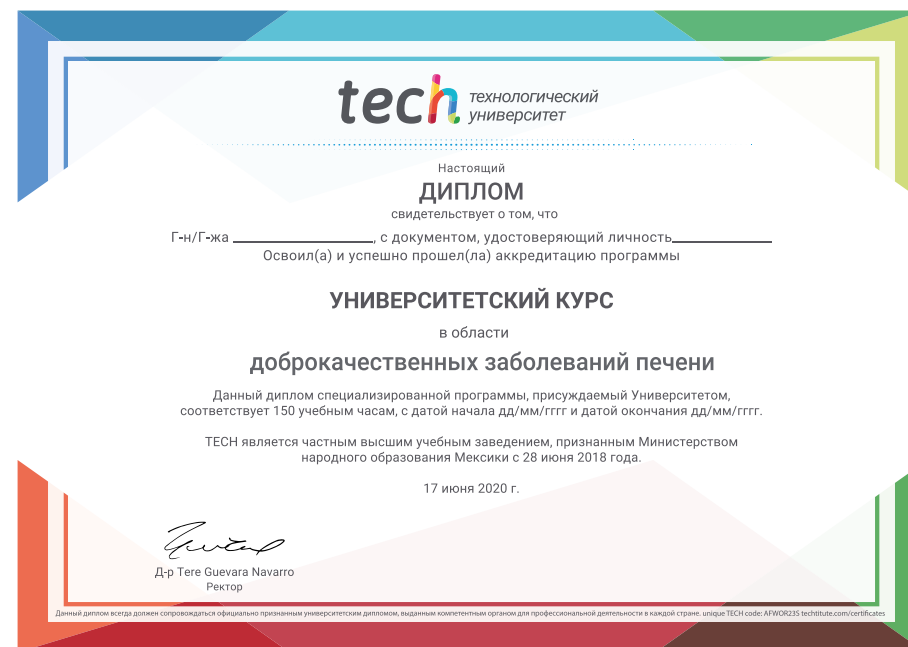 tech технологический
университет
Настоящий
ДИПЛОМ
свидетельствует о том, что
Г-н/Г-жа ____________________, с документом, удостоверяющий личность______________
Освоил(а) и успешно прошел(ла) аккредитацию программы
УНИВЕРСИТЕТСКИЙ КУРС
в области
доброкачественных заболеваний печени
Данный диплом специализированной программы, присуждаемый Университетом,
соответствует 150 учебным часам, с датой начала дд/мм/гггг и датой окончания дд/мм/гггг.
TECH является частным высшим учебным заведением, признанным Министерством
народного образования Мексики с 28 июня 2018 года.
17 июня 2020 г.
Д-р Tere Guevara Navarro
Ректор
Данный диплом всегда должен сопровождаться официально признанным университетским дипломом, выданным компетентным органом для профессиональной деятельности в каждой стране. unique TECH code: AFWOR23S techtitute.com/certificates